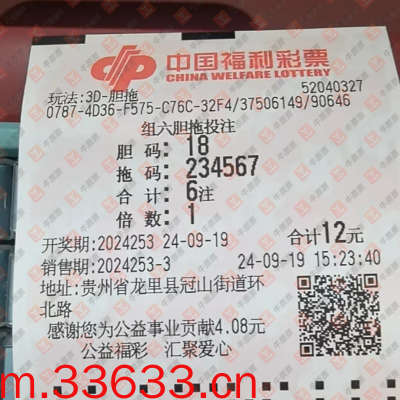 中国福利彩票
CHINA WELFARE LOTTERY
玩法:3D-胆拖 52040327
0787-4D36-F575-C76C-32F4/37506149/90646
组六胆拖投注
胆 码: 18
拖 码: 234567
合 计: 6注
倍 数: 1
开奖期:2024253 24-09-19 合计12元
销售期:2024253-3 24-09-19 15:23:40
地址:贵州省龙里县冠山街道环
北路
感谢您为公益事业贡献4.08元
公益福彩 汇聚爱心
m.33633.cn